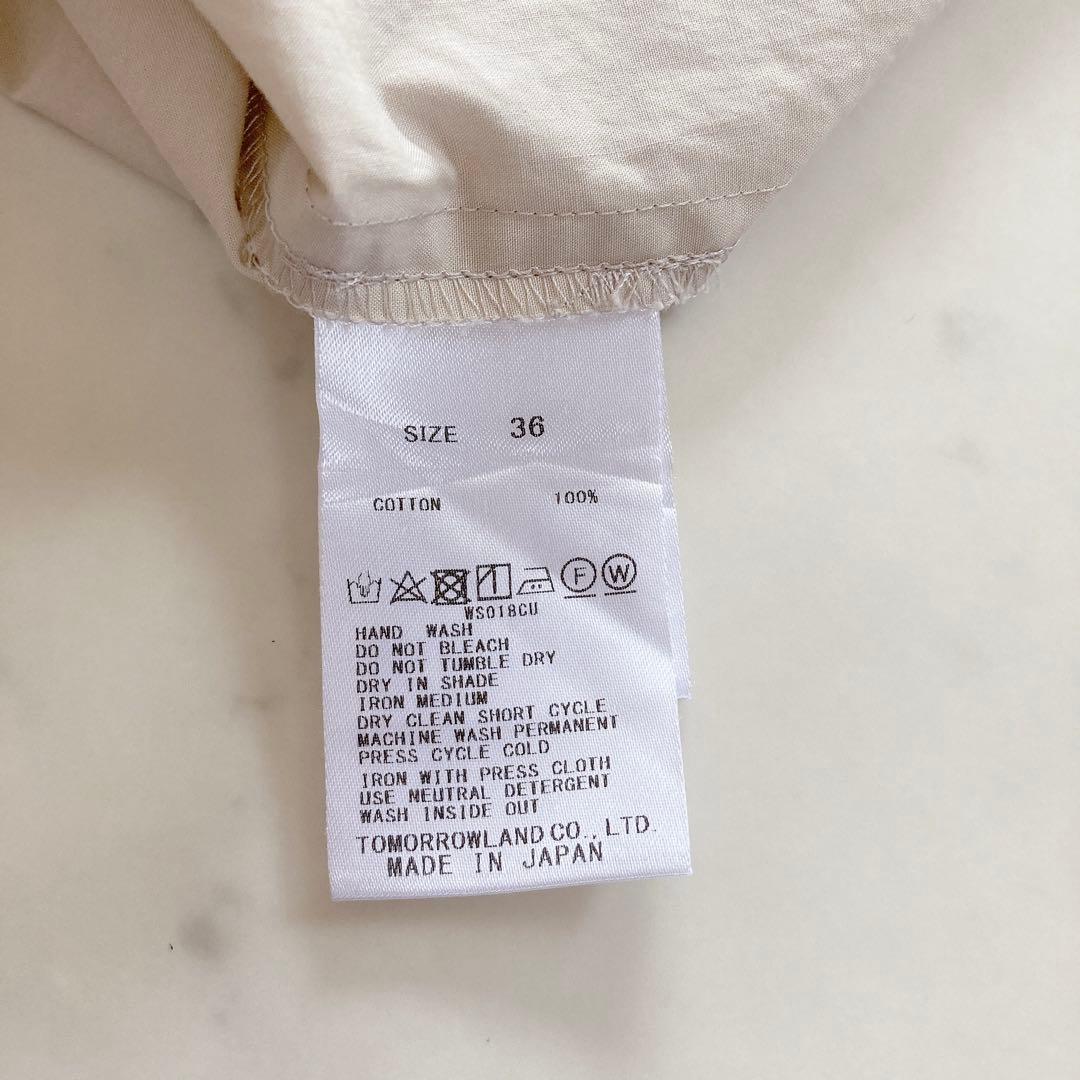 SIZE 36
COTTON 100%
F W
WS018CU
HAND WASH
DO NOT BLEACH
DO NOT TUMBLE DRY
DRY IN SHADE
IRON MEDIUM
DRY CLEAN SHORT CYCLE
MACHINE WASH PERMANENT
PRESS CYCLE COLD
IRON WITH PRESS CLOTH
USE NEUTRAL DETERGENT
WASH INSIDE OUT
TOMORROWLAND CO., LTD.
MADE IN JAPAN